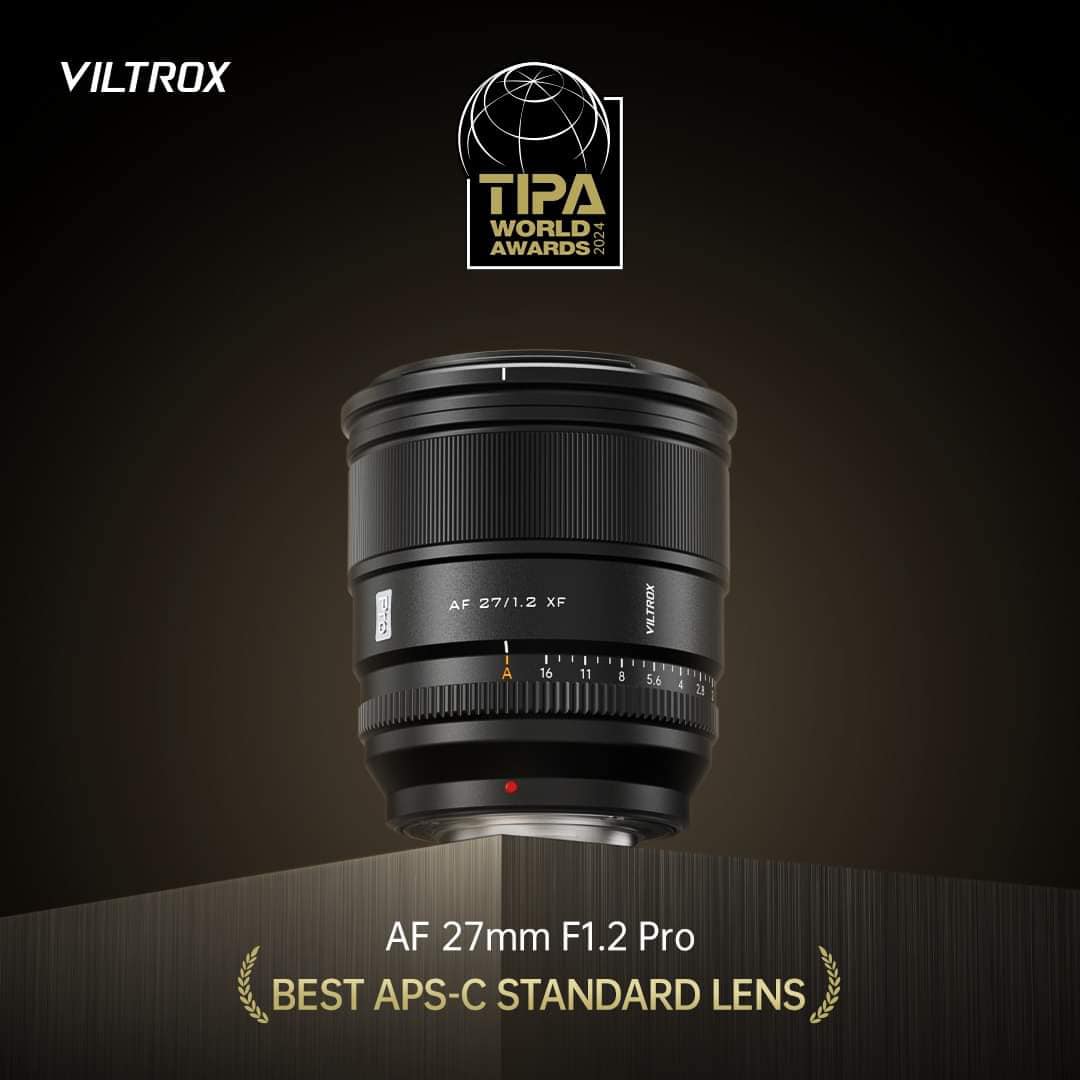 VILTROX
TIPA
WORLD
AWARDS 2024
Pro
AF 27/1.2 XF
VILTROX
A 16 11 8 5.6 4 2.8
AF 27mm F1.2 Pro
BEST APS-C STANDARD LENS